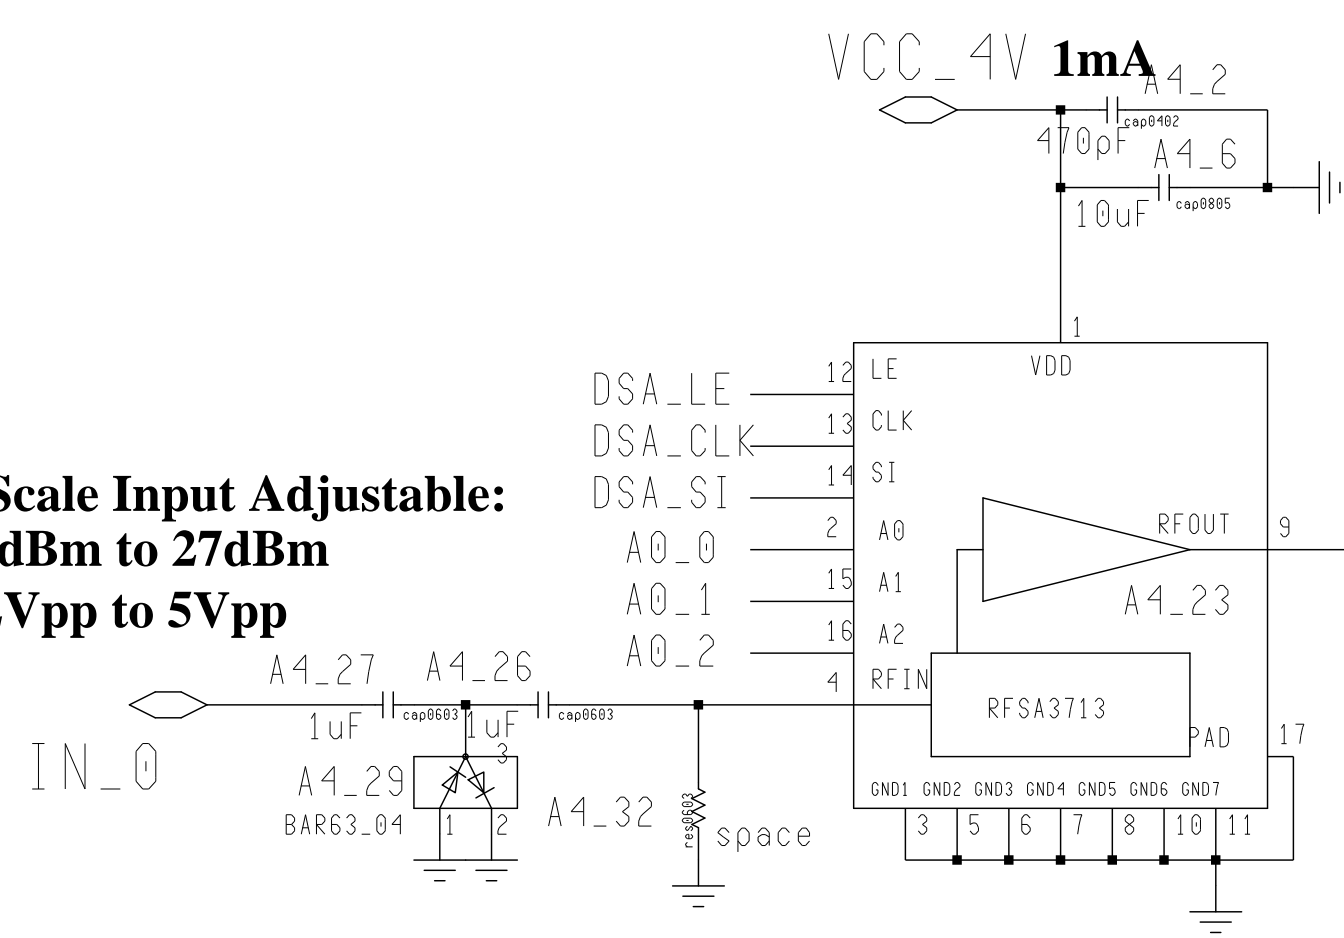 VCC_4V 1mA
A4_2
cap0402
470pF
A4_6
10uF
cap0805
1
VDD
DSA_LE 12 LE
DSA_CLK 13 CLK
DSA_SI 14 SI
A0_0 2 A0
A0_1 15 A1
A0_2 16 A2
4 RFIN
RFOUT 9
A4_23
Scale Input Adjustable:
dBm to 27dBm
Vpp to 5Vpp
A4_27 A4_26
1uF cap0603 1uF cap0603
IN_0
RFSA3713
PAD 17
3
A4_29
BAR63_04
1 2
A4_32
res0603
space
GND1 GND2 GND3 GND4 GND5 GND6 GND7
3 5 6 7 8 10 11